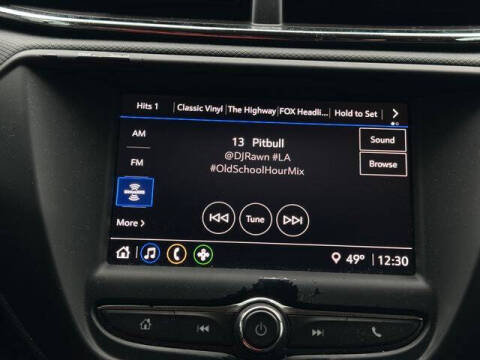 Hits 1 Classic Vinyl The Highway FOX Headli... Hold to Set
AM
13 Pitbull
Sound
@DJRawn #LA
FM
#OldSchoolHourMix
Browse
Tune
More >
49° 12:30